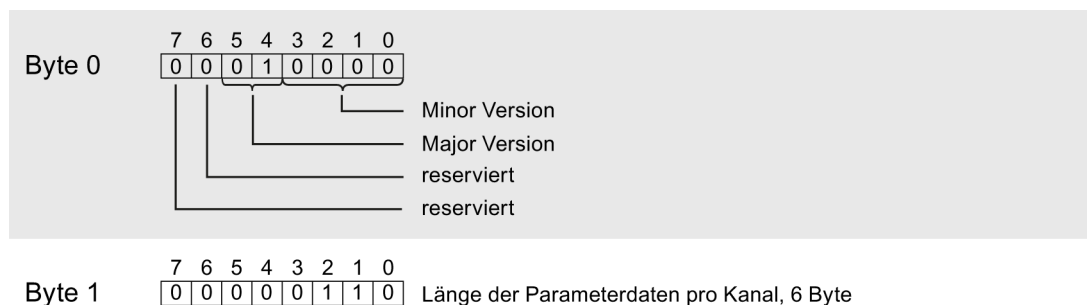 7 6 5 4 3 2 1 0
Byte 0 0 0 0 1 0 0 0 0
Minor Version
Major Version
reserviert
reserviert
7 6 5 4 3 2 1 0
Byte 1 0 0 0 0 0 1 1 0 Länge der Parameterdaten pro Kanal, 6 Byte